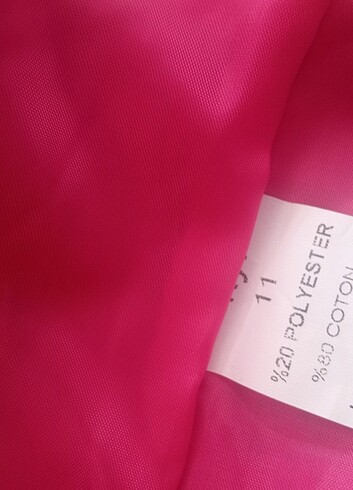 11
%20 POLYESTER
%80 COTON